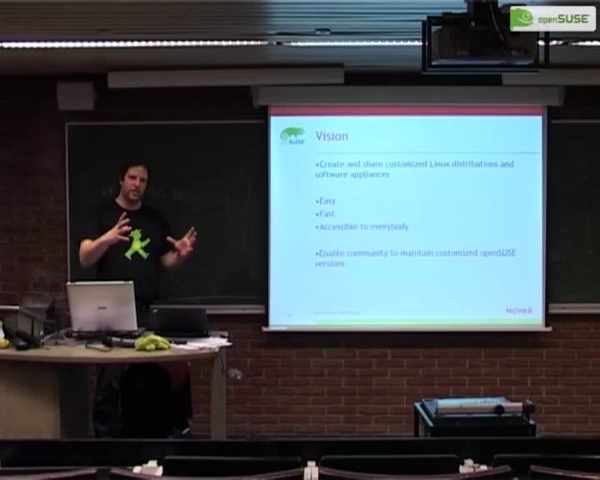 openSUSE
Vision
SUSE
•Create and share customized Linux distributions and
software appliances
•Easy
•Fast
•Accessible to everybody
•Enable community to maintain customized openSUSE
versions
Novell